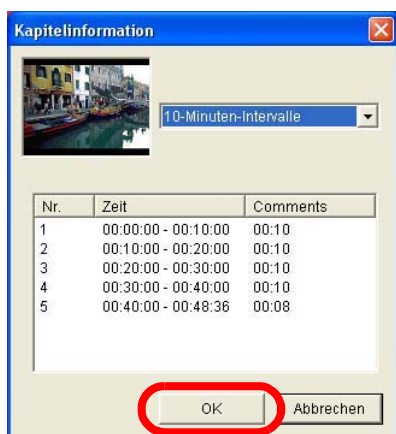 Kapitelinformation
10-Minuten-Intervalle
Nr. Zeit Comments
1 00:00:00 - 00:10:00 00:10
2 00:10:00 - 00:20:00 00:10
3 00:20:00 - 00:30:00 00:10
4 00:30:00 - 00:40:00 00:10
5 00:40:00 - 00:48:36 00:08
OK Abbrechen